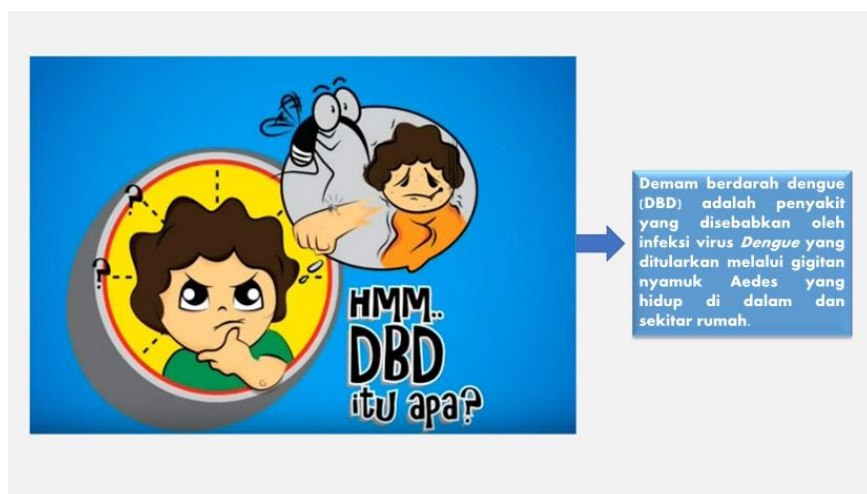 HMM..
DBD
itu apa?
Demam berdarah dengue
(DBD) adalah penyakit
yang disebabkan oleh
infeksi virus Dengue yang
ditularkan melalui gigitan
nyamuk Aedes yang
hidup di dalam dan
sekitar rumah.